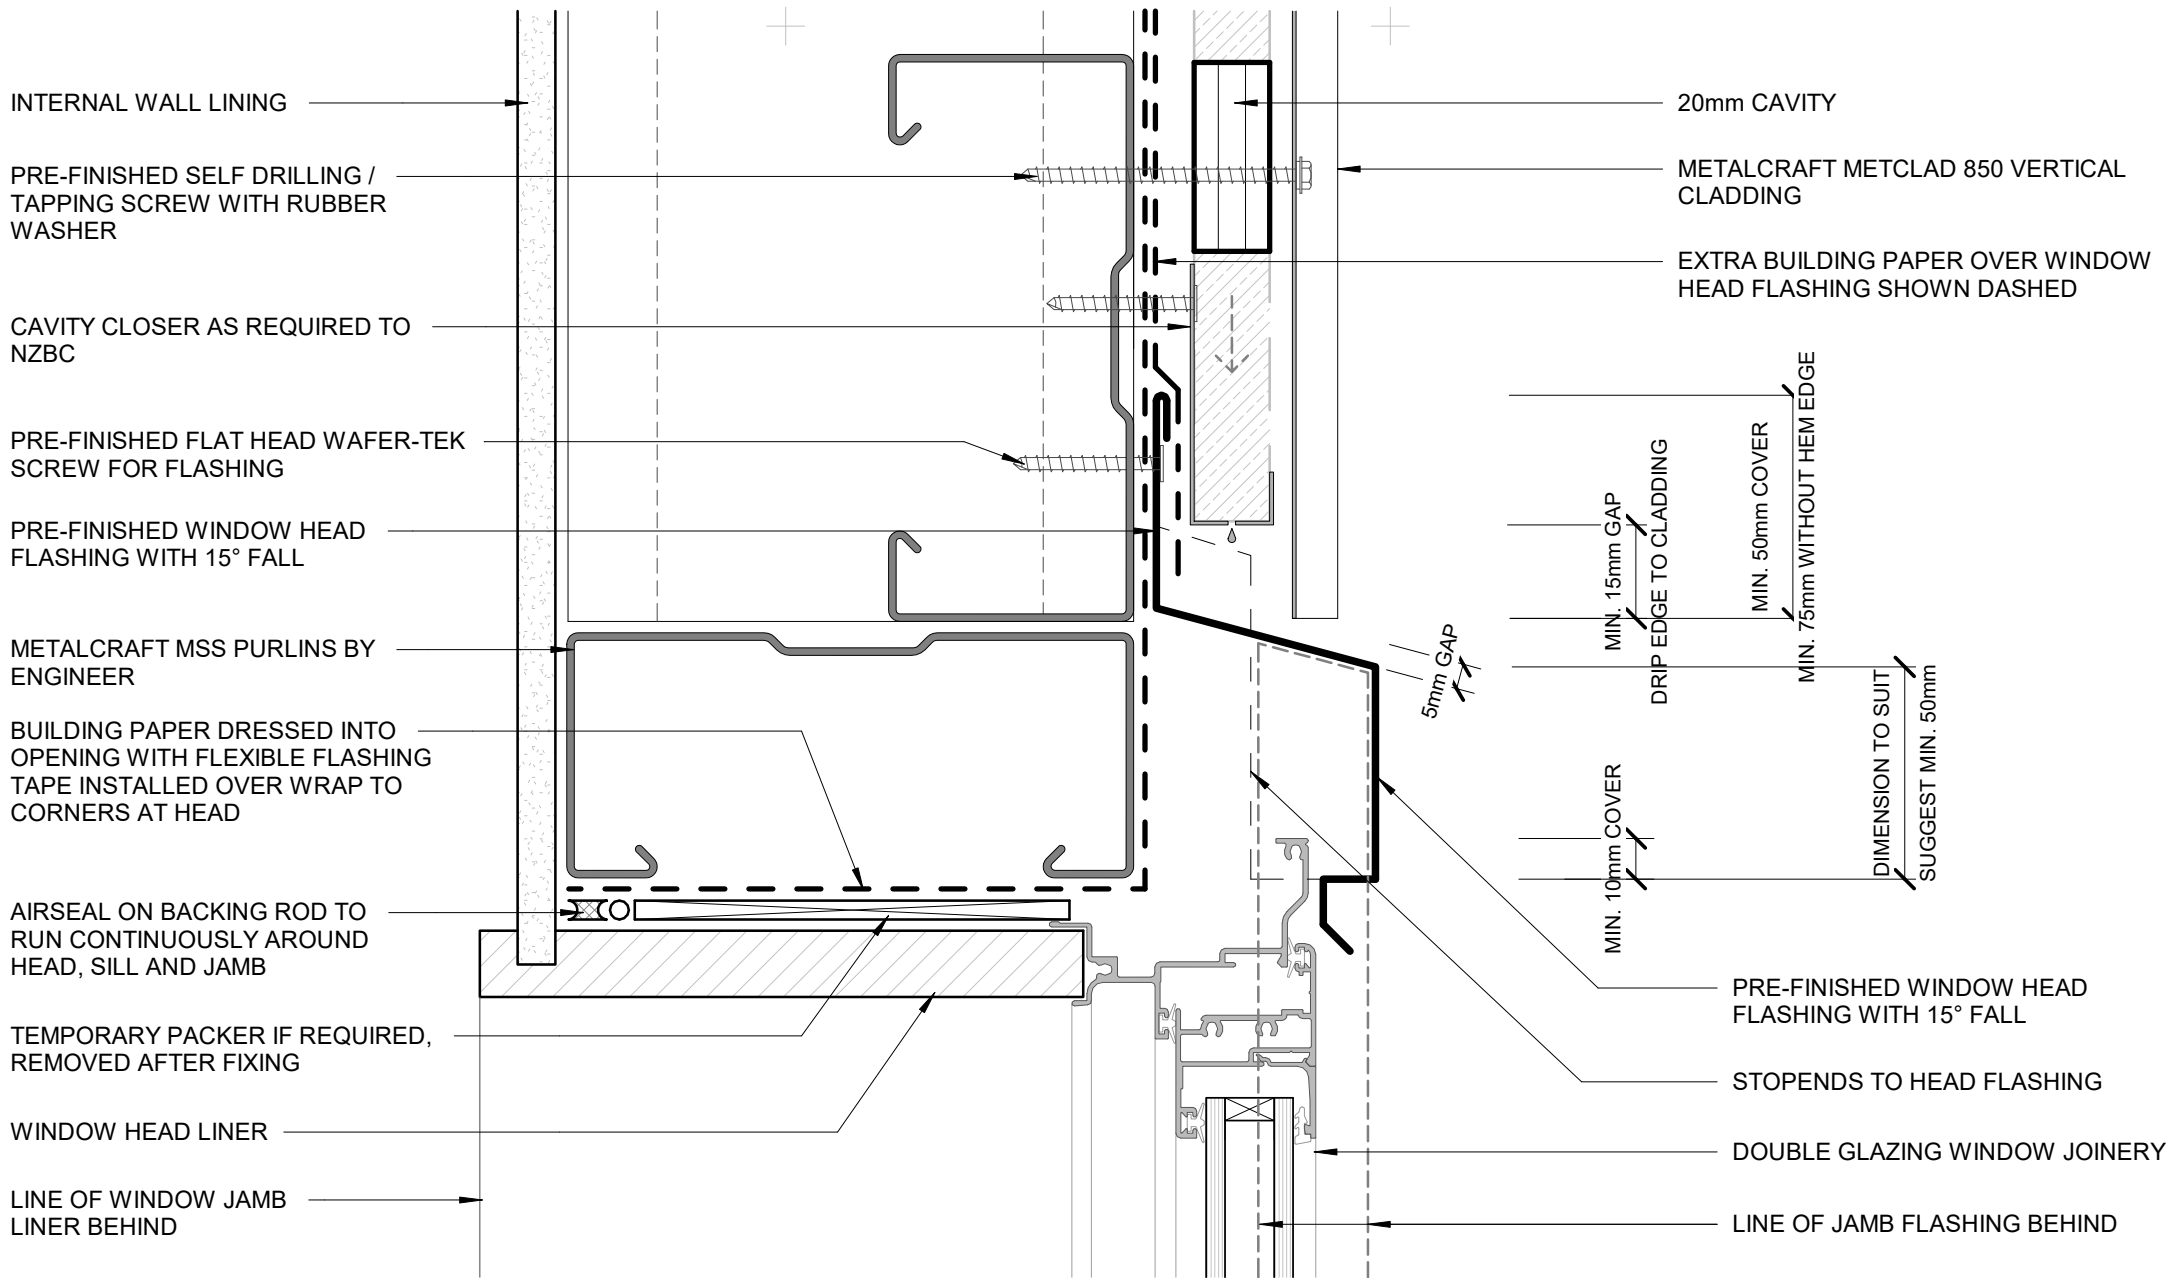 INTERNAL WALL LINING
PRE-FINISHED SELF DRILLING /
TAPPING SCREW WITH RUBBER
WASHER
CAVITY CLOSER AS REQUIRED TO
NZBC
PRE-FINISHED FLAT HEAD WAFER-TEK
SCREW FOR FLASHING
PRE-FINISHED WINDOW HEAD
FLASHING WITH 15° FALL
METALCRAFT MSS PURLINS BY
ENGINEER
BUILDING PAPER DRESSED INTO
OPENING WITH FLEXIBLE FLASHING
TAPE INSTALLED OVER WRAP TO
CORNERS AT HEAD
AIRSEAL ON BACKING ROD TO
RUN CONTINUOUSLY AROUND
HEAD, SILL AND JAMB
TEMPORARY PACKER IF REQUIRED,
REMOVED AFTER FIXING
WINDOW HEAD LINER
LINE OF WINDOW JAMB
LINER BEHIND
20mm CAVITY
METALCRAFT METCLAD 850 VERTICAL
CLADDING
EXTRA BUILDING PAPER OVER WINDOW
HEAD FLASHING SHOWN DASHED
5mm GAP
MIN. 15mm GAP
DRIP EDGE TO CLADDING
MIN. 50mm COVER
MIN. 75mm WITHOUT HEM EDGE
MIN. 10mm COVER
DIMENSION TO SUIT
SUGGEST MIN. 50mm
PRE-FINISHED WINDOW HEAD
FLASHING WITH 15° FALL
STOPENDS TO HEAD FLASHING
DOUBLE GLAZING WINDOW JOINERY
LINE OF JAMB FLASHING BEHIND